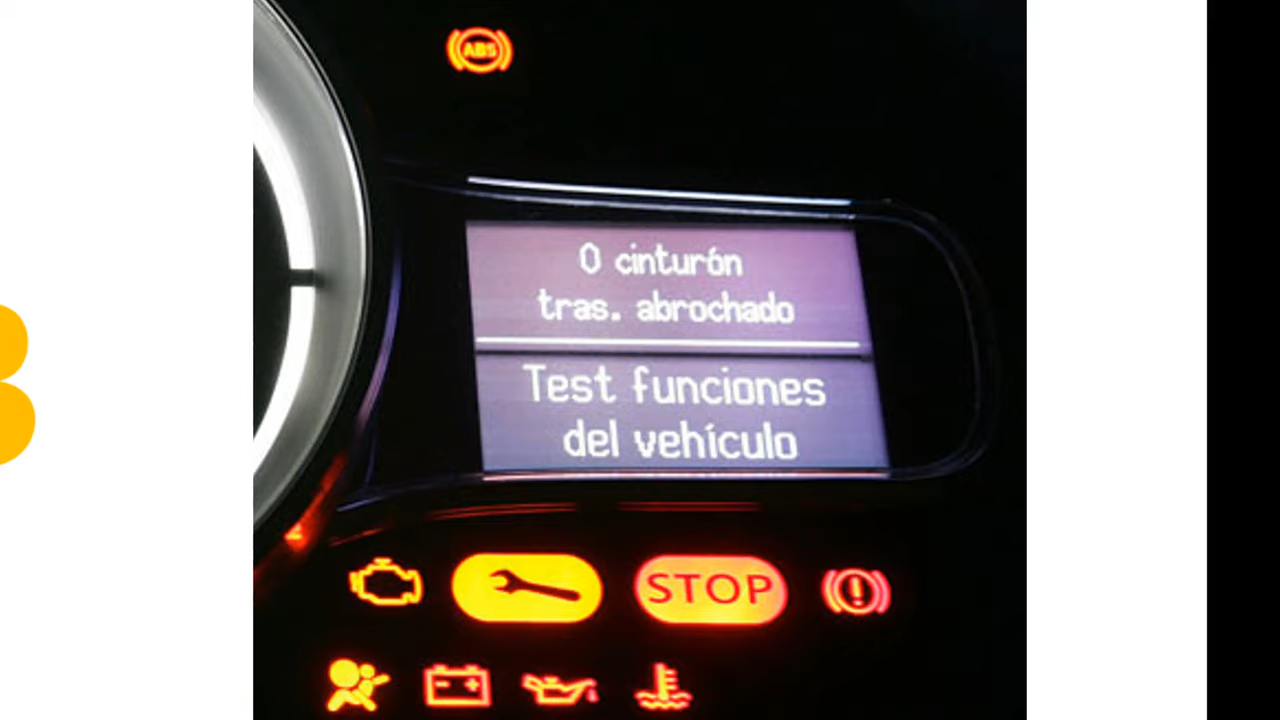 ABS
0 cinturón
tras. abrochado
Test funciones
del vehículo
STOP